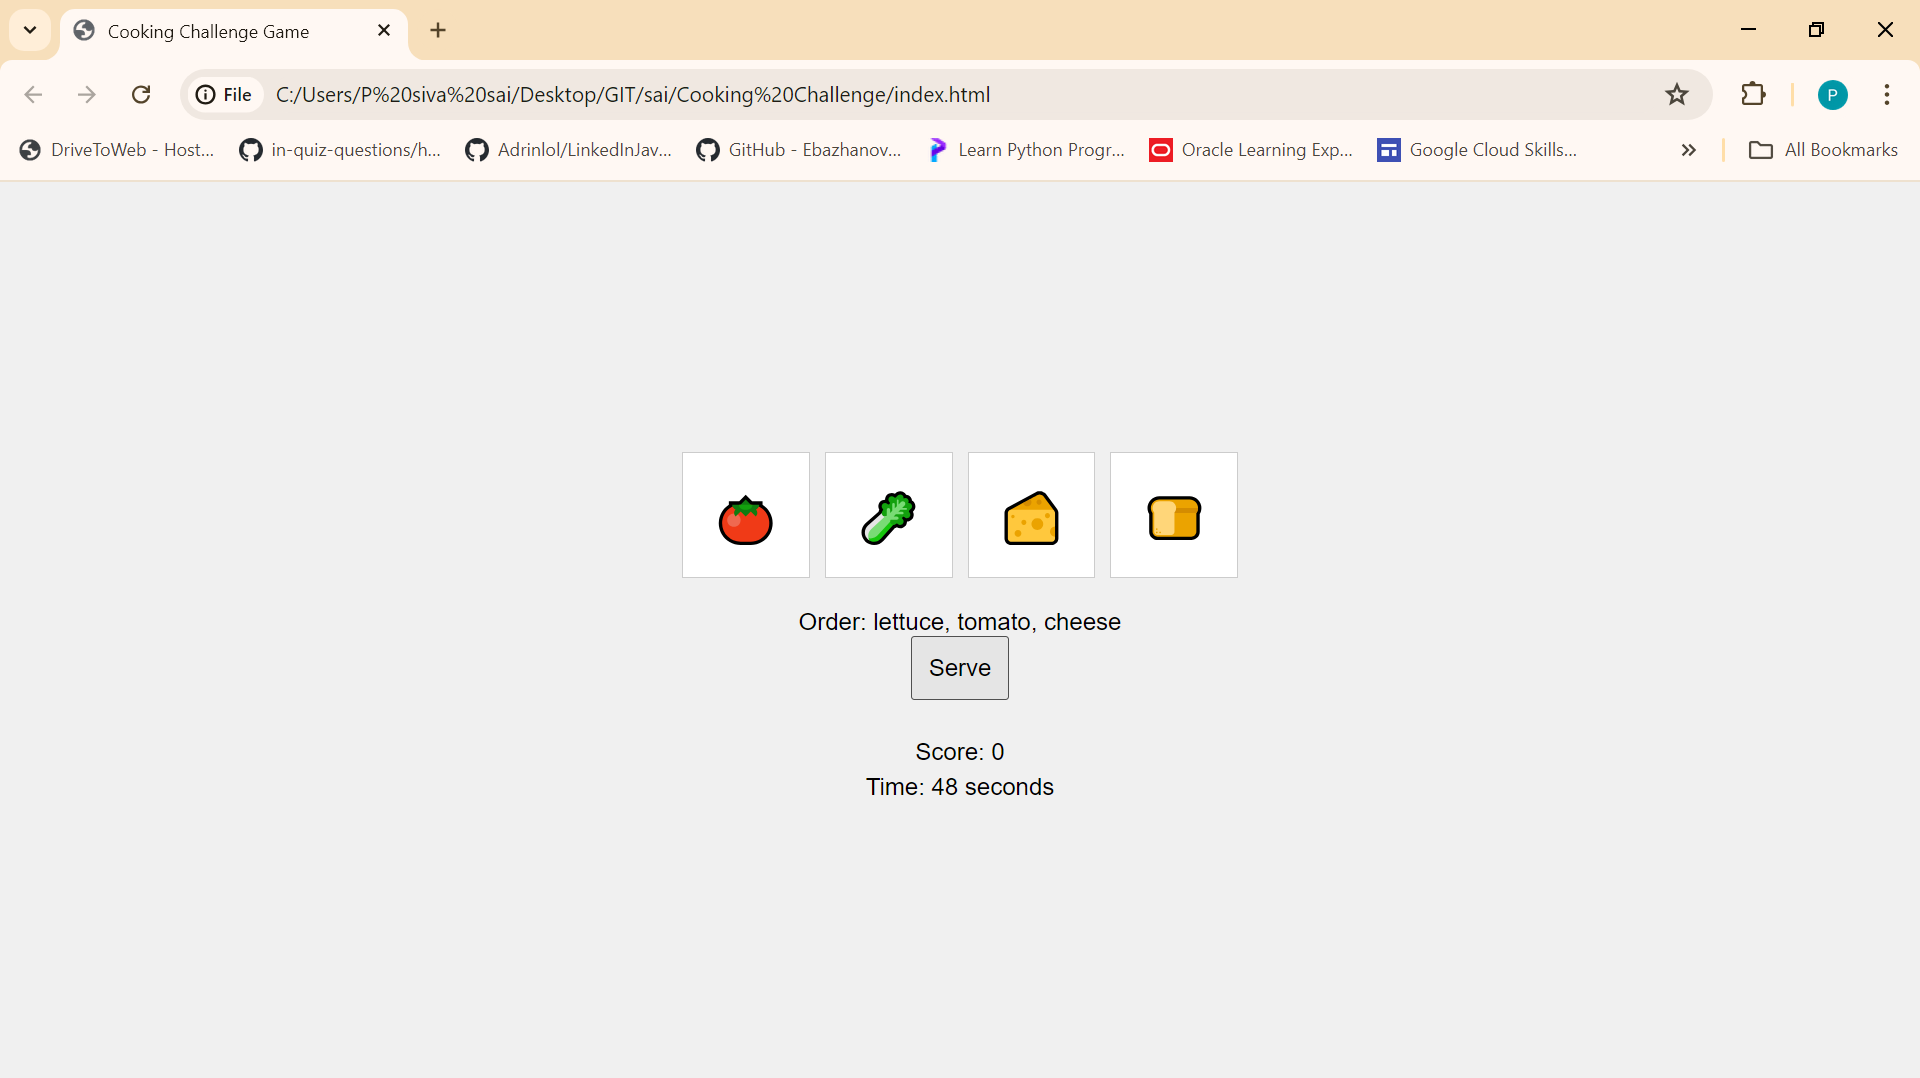 Cooking Challenge Game
File C:/Users/P%20siva%20sai/Desktop/GIT/sai/Cooking%20Challenge/index.html P
DriveToWeb - Host... in-quiz-questions/h... Adrinlol/LinkedInJav... GitHub - Ebazhanov... Learn Python Progr... Oracle Learning Exp... Google Cloud Skills... All Bookmarks
Order: lettuce, tomato, cheese
Serve
Score: 0
Time: 48 seconds